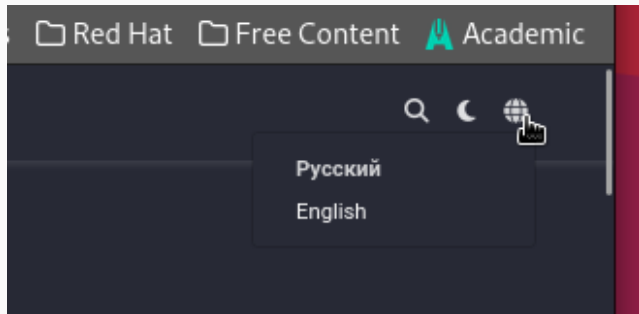 Red Hat Free Content Academic
Русский
English